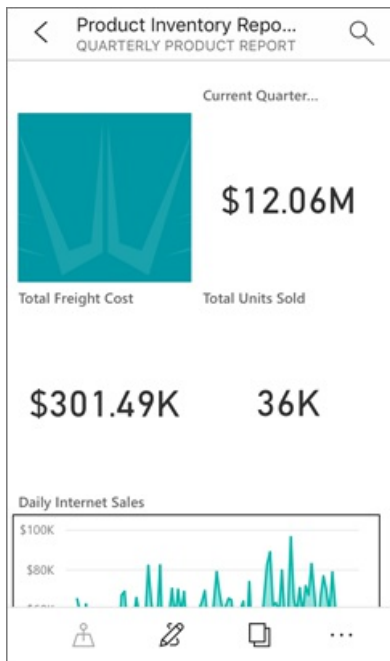 Product Inventory Repo...
QUARTERLY PRODUCT REPORT
Current Quarter...
$12.06M
Total Freight Cost
Total Units Sold
$301.49K
36K
Daily Internet Sales
$100K
$80K